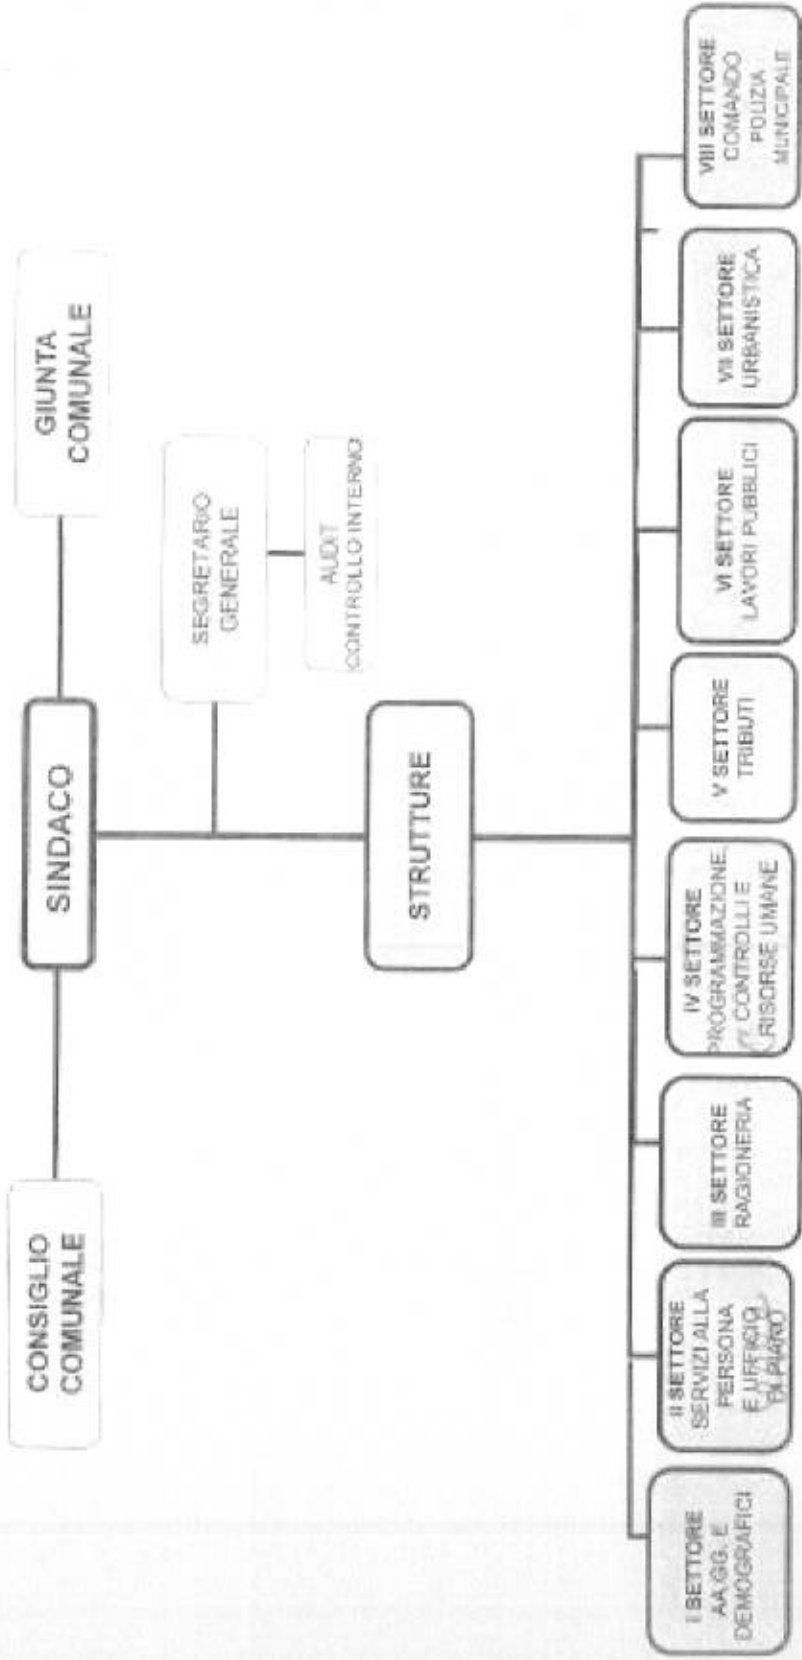 CONSIGLIO
COMUNALE
SINDACO
GIUNTA
COMUNALE
SEGRETARIO
GENERALE
AUDIT
CONTROLLO INTERNO
STRUTTURE
I SETTORE
AA.GG. E
DEMOGRAFICI
II SETTORE
SERVIZI ALLA
PERSONA
E UFFICIO
DI PIANO
III SETTORE
RAGIONERIA
IV SETTORE
PROGRAMMAZIONE,
CONTROLLI E
RISORSE UMANE
V SETTORE
TRIBUTI
VI SETTORE
LAVORI PUBBLICI
VII SETTORE
URBANISTICA
VIII SETTORE
COMANDO
POLIZIA
MUNICIPALE